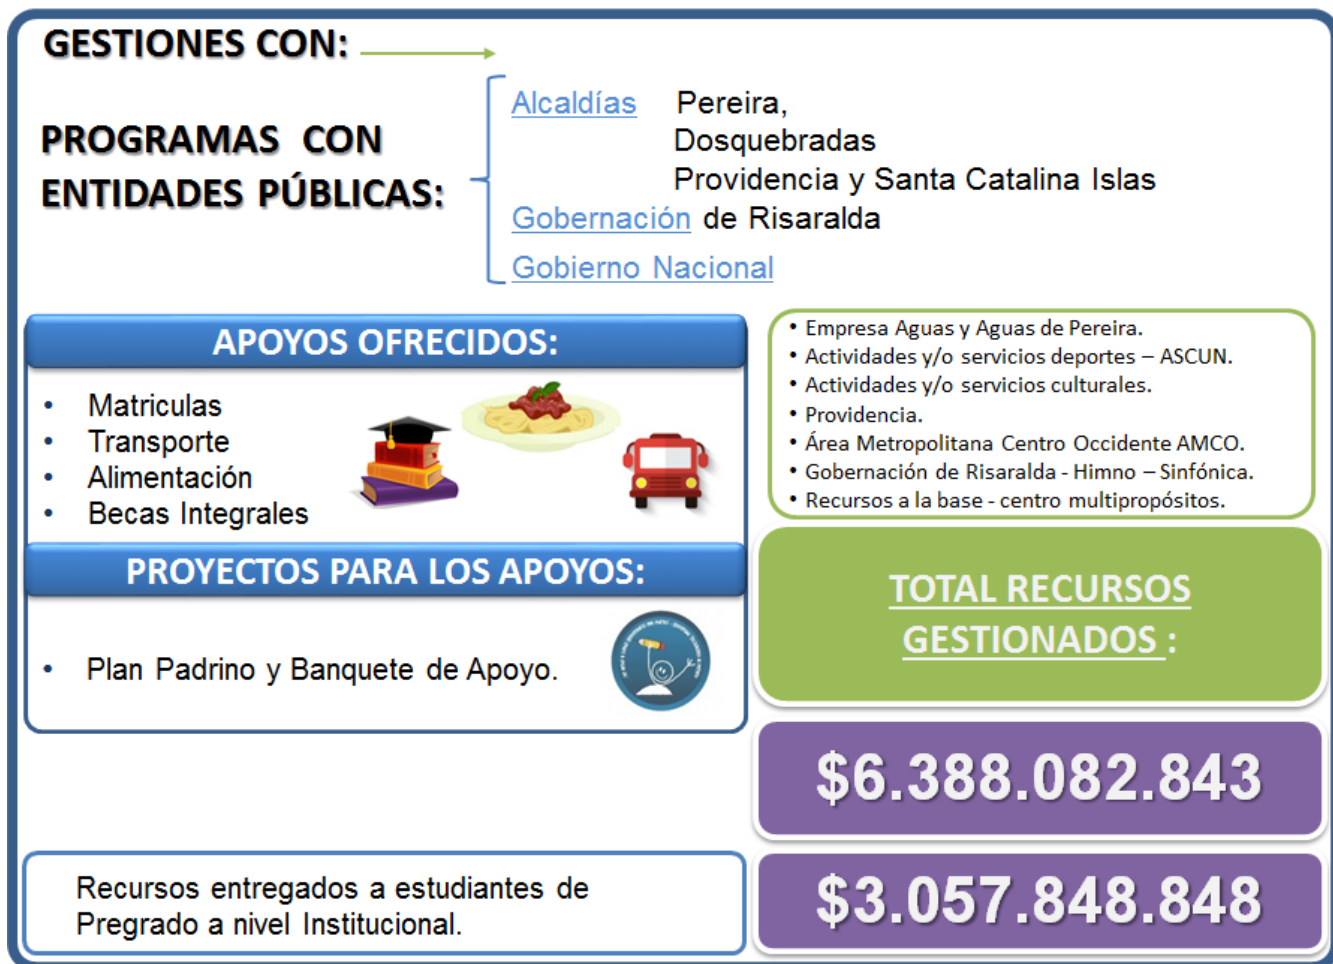 GESTIONES CON:
PROGRAMAS CON
ENTIDADES PÚBLICAS:
Alcaldías Pereira,
Dosquebradas
Providencia y Santa Catalina Islas
Gobernación de Risaralda
Gobierno Nacional
APOYOS OFRECIDOS:
• Matriculas
• Transporte
• Alimentación
• Becas Integrales
PROYECTOS PARA LOS APOYOS:
• Plan Padrino y Banquete de Apoyo.
• Empresa Aguas y Aguas de Pereira.
• Actividades y/o servicios deportes – ASCUN.
• Actividades y/o servicios culturales.
• Providencia.
• Área Metropolitana Centro Occidente AMCO.
• Gobernación de Risaralda - Himno – Sinfónica.
• Recursos a la base - centro multipropósitos.
TOTAL RECURSOS
GESTIONADOS :
$6.388.082.843
Recursos entregados a estudiantes de
Pregrado a nivel Institucional.
$3.057.848.848